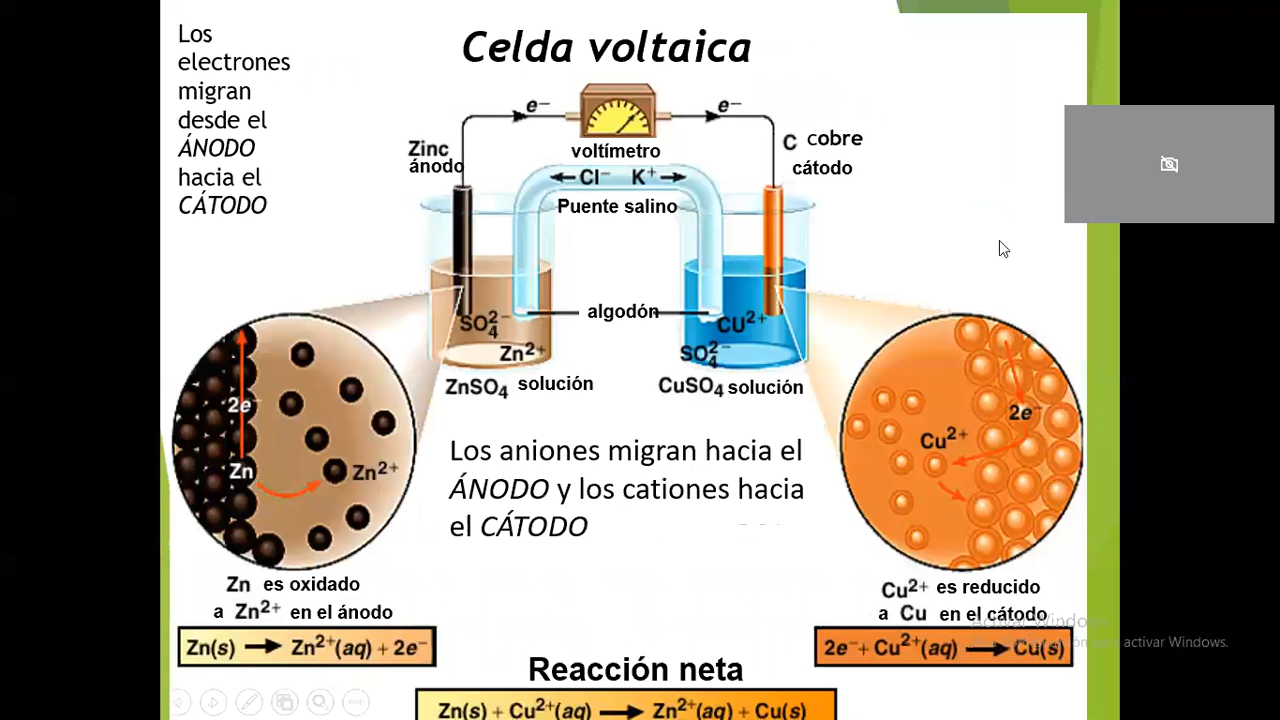 Los
electrones
migran
desde el
ÁNODO
hacia el
CÁTODO
Celda voltaica
e⁻
e⁻
Zinc
ánodo
voltímetro
C cobre
cátodo
Cl⁻ K⁺
Puente salino
algodón
SO₄²⁻
Zn²⁺
CU²⁺
SO₄²⁻
ZnSO₄ solución
CuSO₄ solución
2e⁻
Zn
Zn²⁺
2e⁻
Cu²⁺
Los aniones migran hacia el
ÁNODO y los cationes hacia
el CÁTODO
Zn es oxidado
a Zn²⁺ en el ánodo
Zn(s) → Zn²⁺(aq) + 2e⁻
Cu²⁺ es reducido
a Cu en el cátodo
2e⁻ + Cu²⁺(aq) → Cu(s)
Activar Windows
a activar Windows.
Reacción neta
Zn(s) + Cu²⁺(aq) → Zn²⁺(aq) + Cu(s)